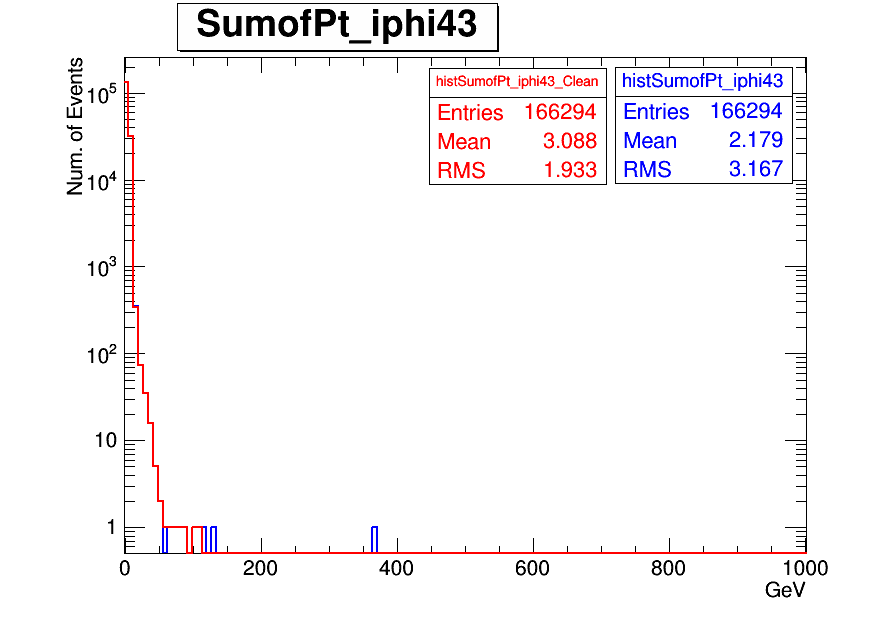 SumofPt_iphi43
Num. of Events
histSumofPt_iphi43_Clean
Entries 166294
Mean 3.088
RMS 1.933
histSumofPt_iphi43
Entries 166294
Mean 2.179
RMS 3.167
10^5
10^4
10^3
10^2
10
1
0 200 400 600 800 1000
GeV